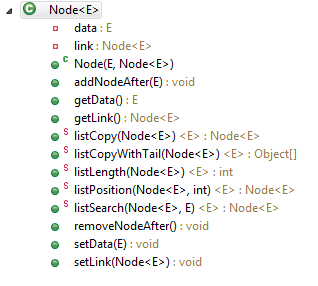 C Node<E>
data : E
link : Node<E>
C Node(E, Node<E>)
addNodeAfter(E) : void
getData() : E
getLink() : Node<E>
S listCopy(Node<E>) <E> : Node<E>
S listCopyWithTail(Node<E>) <E> : Object[]
S listLength(Node<E>) <E> : int
S listPosition(Node<E>, int) <E> : Node<E>
S listSearch(Node<E>, E) <E> : Node<E>
removeNodeAfter() : void
setData(E) : void
setLink(Node<E>) : void